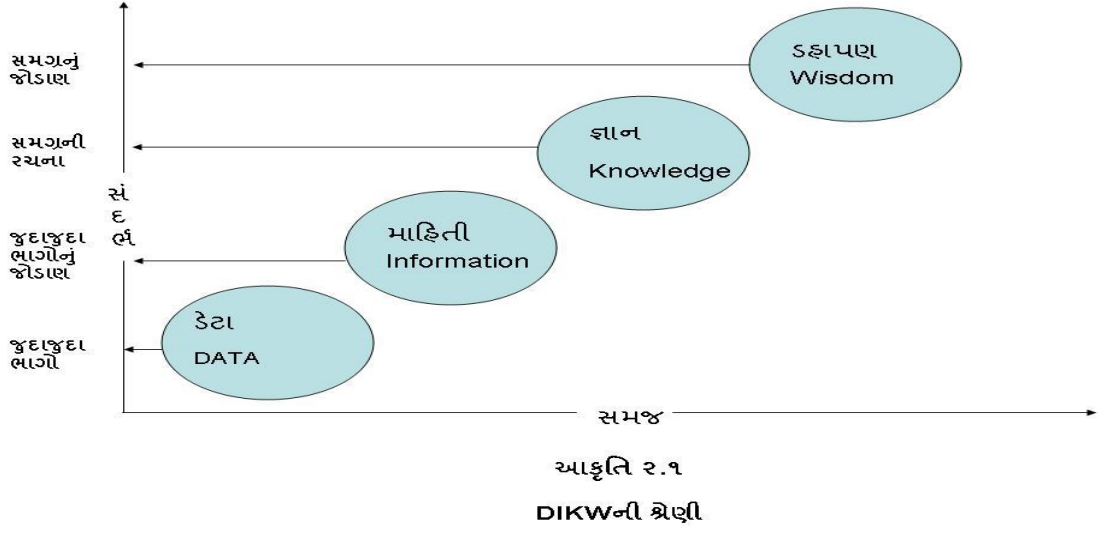 ડહાપણ
Wisdom
સમગ્રનું
જોડાણ
જ્ઞાન
Knowledge
સમગ્રની
રચના
સં
દ
ર્ભ
માહિતી
Information
જુદાજુદા
ભાગોનું
જોડાણ
ડેટા
DATA
જુદાજુદા
ભાગો
સમજ
આકૃતિ ૨.૧
DIKWની શ્રેણી